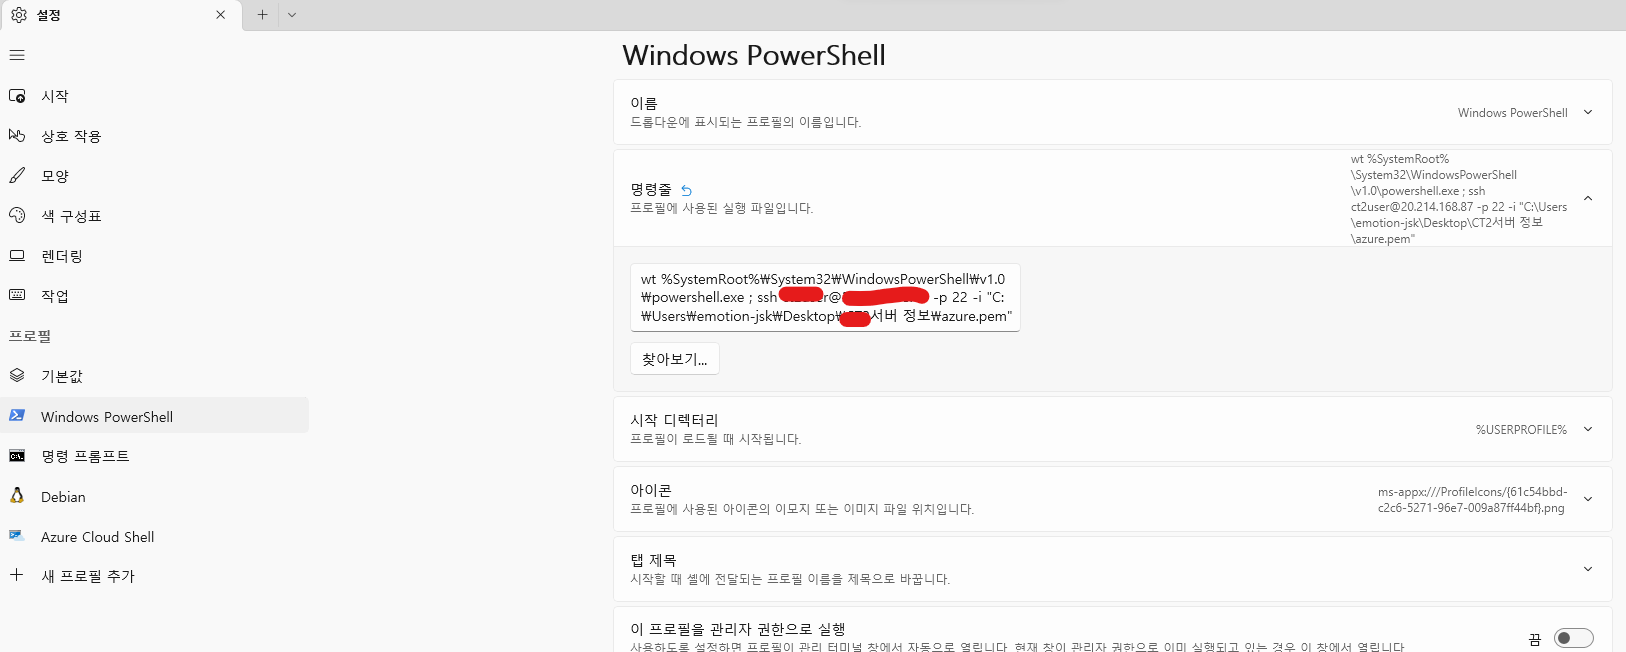 설정
시작
상호 작용
모양
색 구성표
렌더링
작업
프로필
기본값
Windows PowerShell
명령 프롬프트
Debian
Azure Cloud Shell
새 프로필 추가
Windows PowerShell
이름
드롭다운에 표시되는 프로필의 이름입니다.
Windows PowerShell
명령줄
프로필에 사용된 실행 파일입니다.
wt %SystemRoot%
\System32\WindowsPowerShell
\v1.0\powershell.exe ; ssh
ct2user@20.214.168.87 -p 22 -i "C:\Users
\emotion-jsk\Desktop\CT2서버 정보
\azure.pem"
wt %SystemRoot%₩System32₩WindowsPowerShell₩v1.0
₩powershell.exe ; ssh @ -p 22 -i "C:
₩Users₩emotion-jsk₩Desktop₩서버 정보₩azure.pem"
찾아보기...
시작 디렉터리
프로필이 로드될 때 시작됩니다.
%USERPROFILE%
아이콘
프로필에 사용된 아이콘의 이모지 또는 이미지 파일 위치입니다.
ms-appx:///ProfileIcons/{61c54bbd-
c2c6-5271-96e7-009a87ff44bf}.png
탭 제목
시작할 때 셸에 전달되는 프로필 이름을 제목으로 바꿉니다.
이 프로필을 관리자 권한으로 실행
사용하도록 설정하면 프로필이 관리 터미널 창에서 자동으로 열립니다. 현재 창이 관리자 권한으로 이미 실행되고 있는 경우 이 창에서 열립니다.
끔